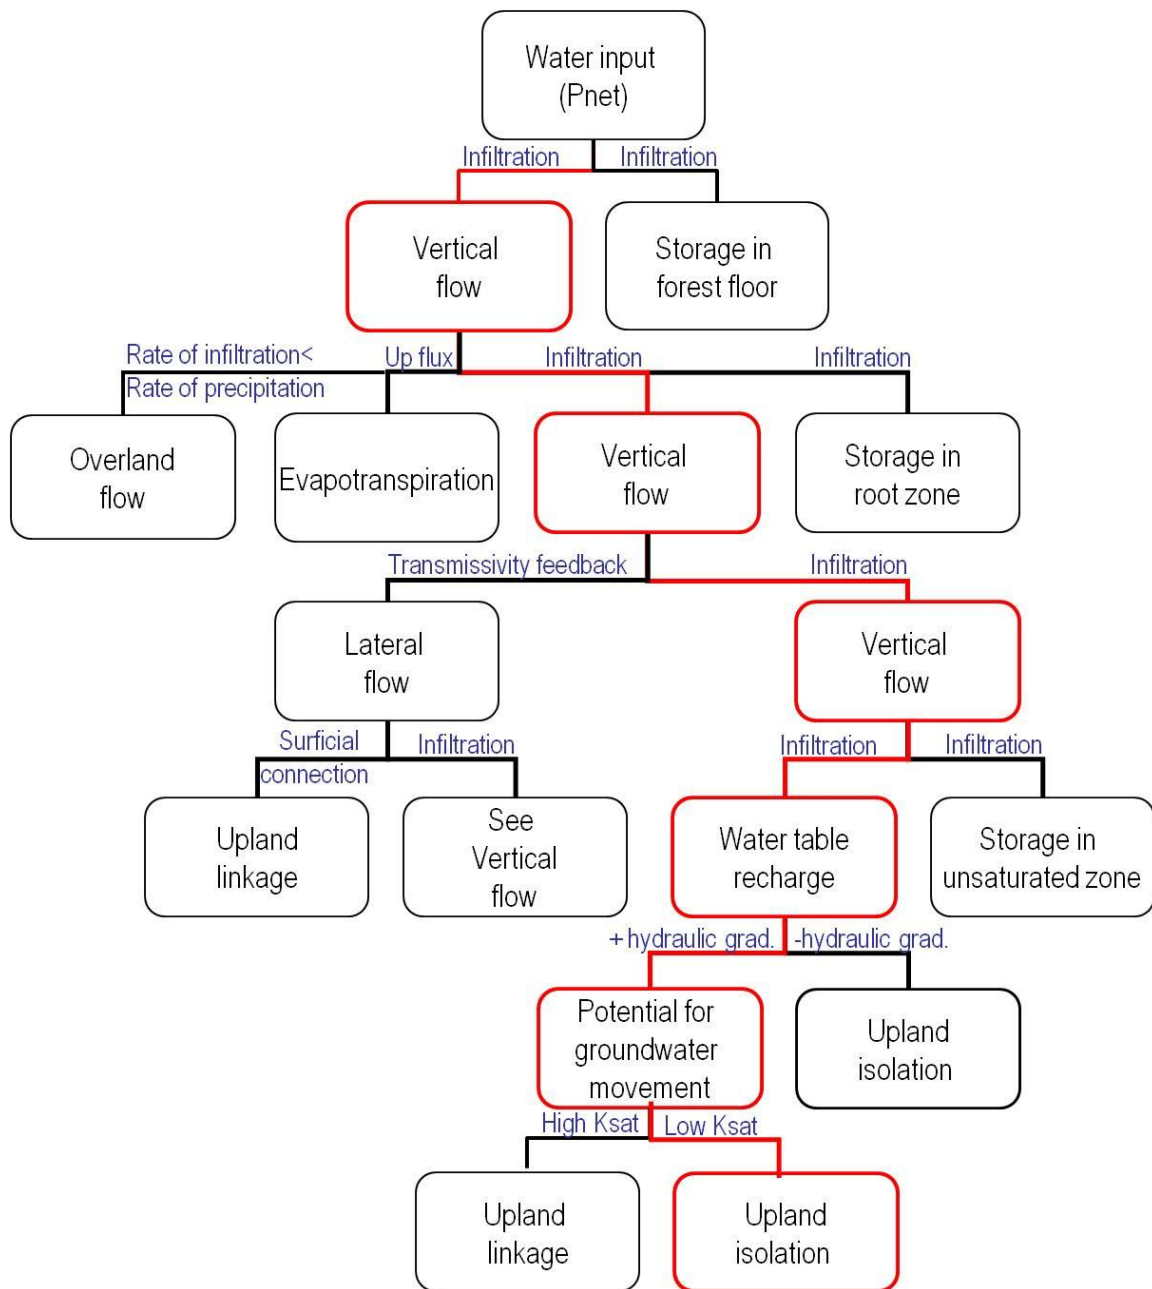 Water input
(Pnet)
Infiltration
Infiltration
Vertical
flow
Storage in
forest floor
Rate of infiltration<
Rate of precipitation
Up flux
Infiltration
Infiltration
Overland
flow
Evapotranspiration
Vertical
flow
Storage in
root zone
Transmissivity feedback
Infiltration
Lateral
flow
Vertical
flow
Surficial
connection
Infiltration
Infiltration
Infiltration
Upland
linkage
See
Vertical
flow
Water table
recharge
Storage in
unsaturated zone
+ hydraulic grad.
-hydraulic grad.
Potential for
groundwater
movement
Upland
isolation
High Ksat
Low Ksat
Upland
linkage
Upland
isolation